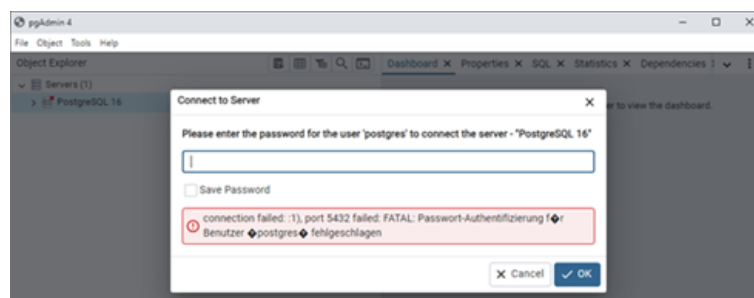 pgAdmin 4
File Object Tools Help
Object Explorer
Dashboard Properties SQL Statistics Dependencies
Servers (1)
PostgreSQL 16
er to view the dashboard.
Connect to Server
Please enter the password for the user 'postgres' to connect the server - "PostgreSQL 16"
Save Password
connection failed: :1), port 5432 failed: FATAL: Passwort-Authentifizierung f�r
Benutzer �postgres� fehlgeschlagen
Cancel OK